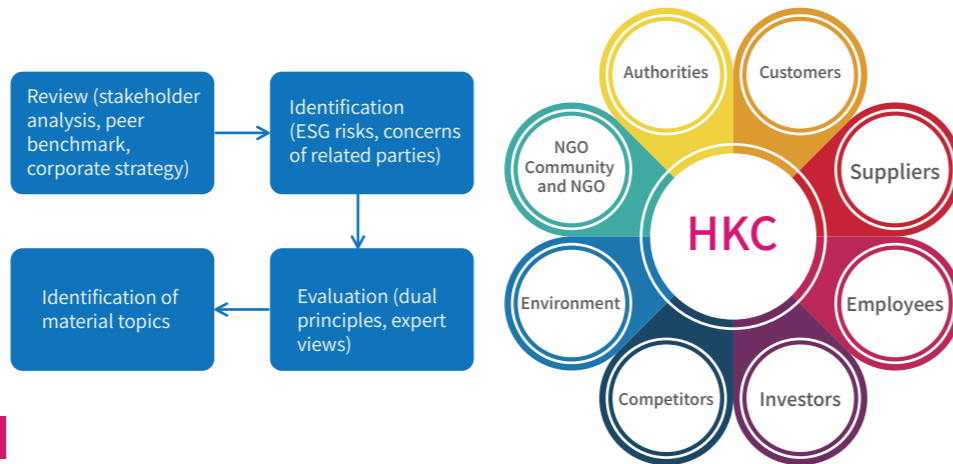 Review (stakeholder
analysis, peer
benchmark,
corporate strategy)
Identification
(ESG risks, concerns
of related parties)
Identification of
material topics
Evaluation (dual
principles, expert
views)
Authorities
Customers
NGO
Community
and NGO
Suppliers
HKC
Environment
Employees
Competitors
Investors